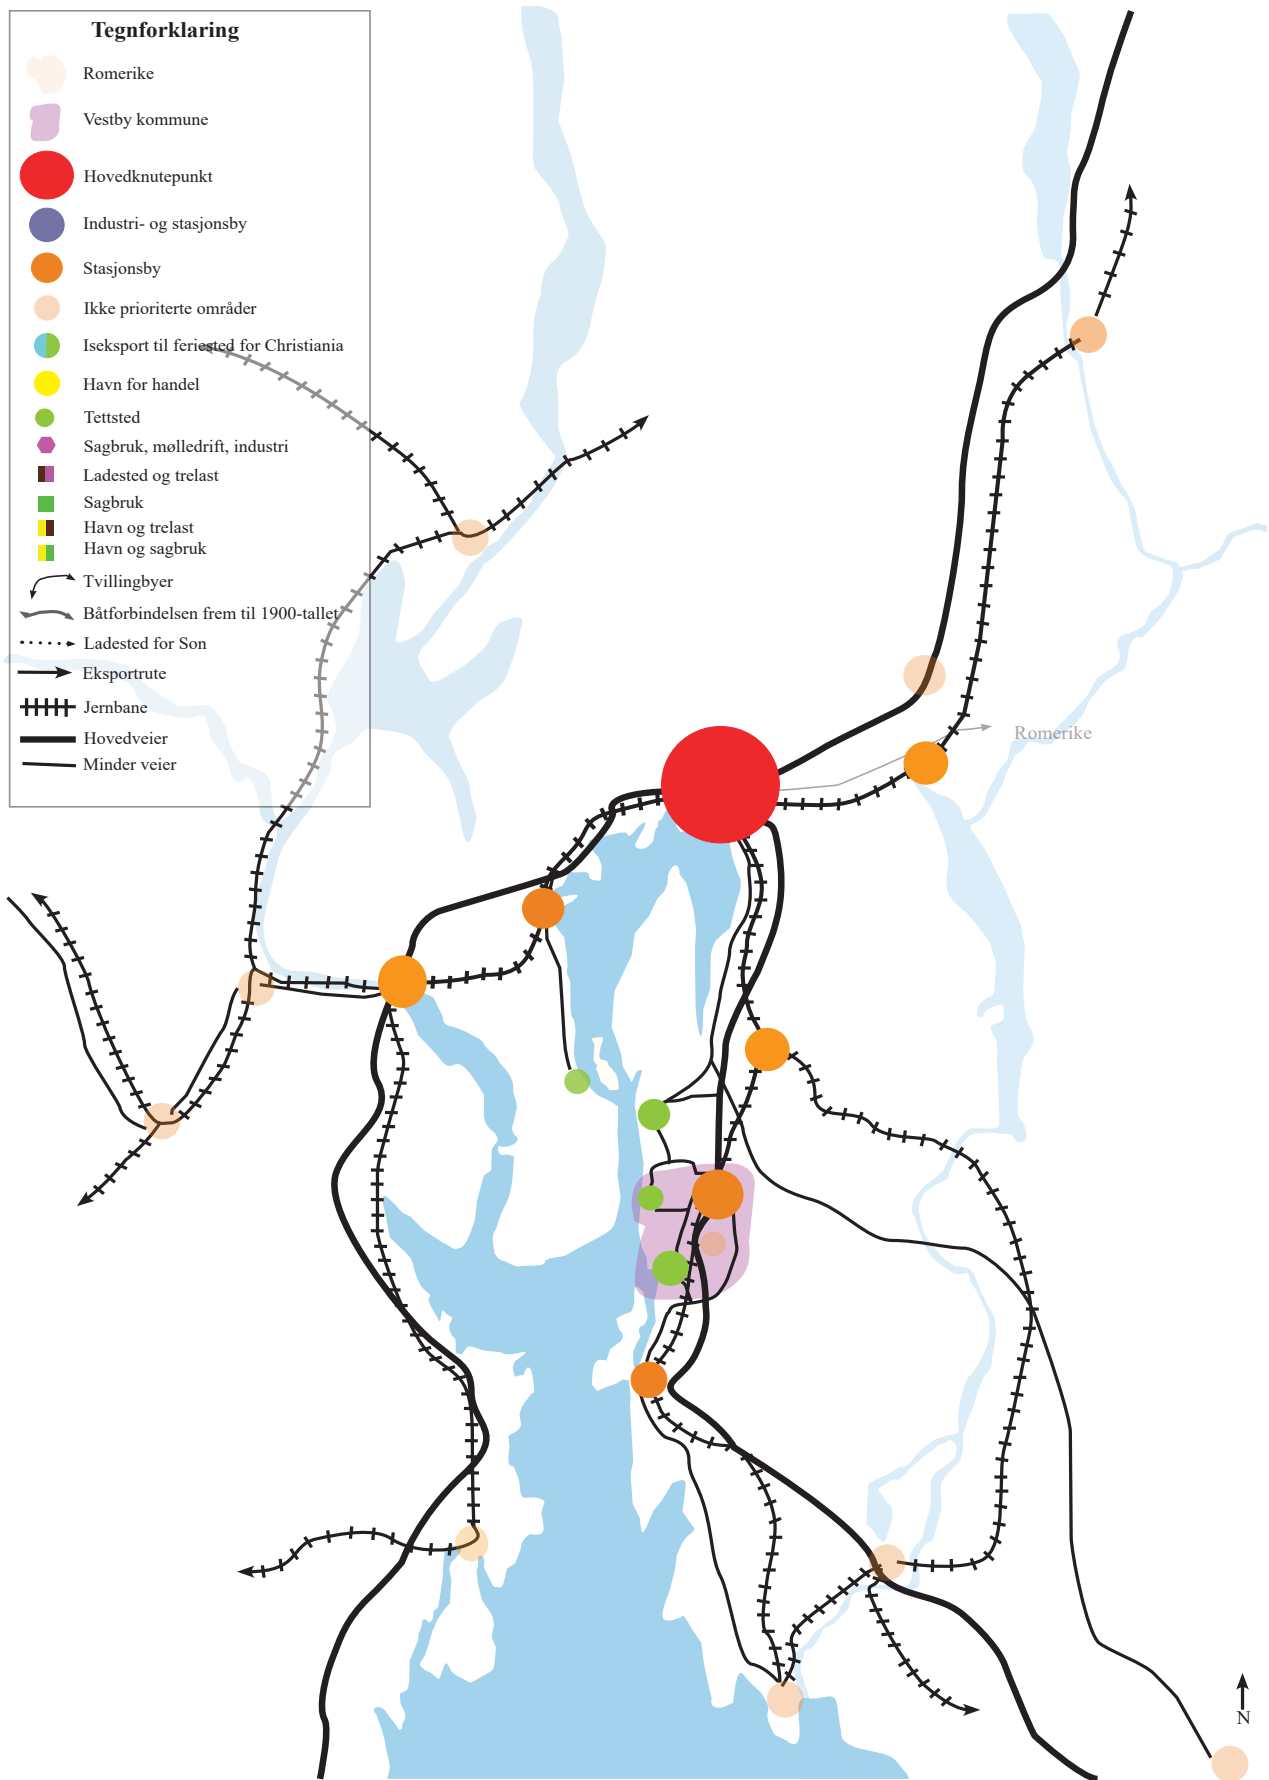 Tegnforklaring
Romerike
Vestby kommune
Hovedknutepunkt
Industri- og stasjonsby
Stasjonsby
Ikke prioriterte områder
Iseksport til feriested for Christiania
Havn for handel
Tettsted
Sagbruk, mølledrift, industri
Ladested og trelast
Sagbruk
Havn og trelast
Havn og sagbruk
Tvillingbyer
Båtforbindelsen frem til 1900-tallet
Ladested for Son
Eksportrute
Jernbane
Hovedveier
Minder veier
Romerike
N